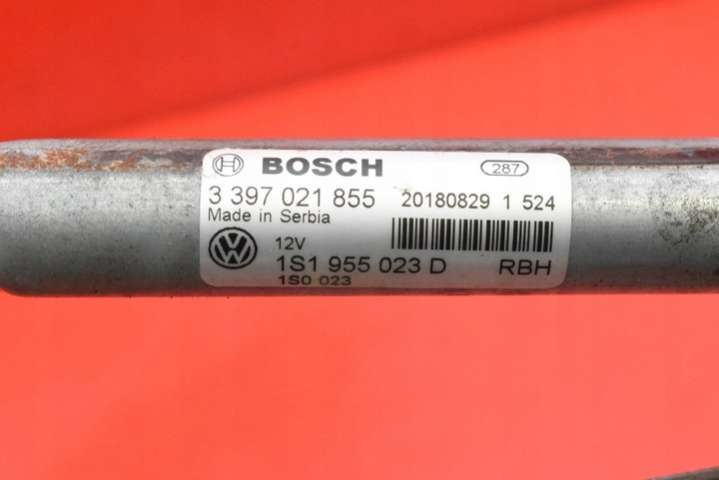 BOSCH 287
3 397 021 855 20180829 1 524
Made in Serbia
12V
1S1 955 023 D RBH
1S0 023